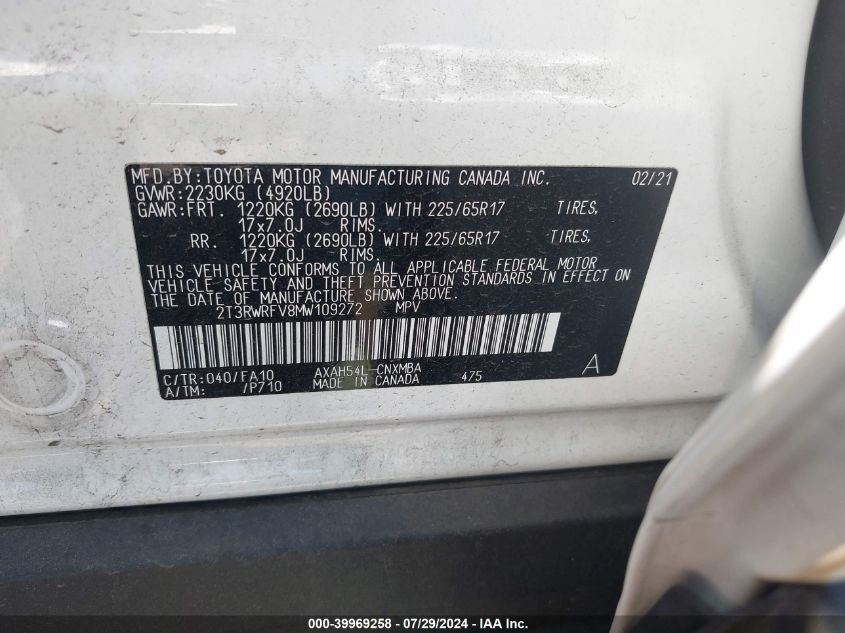 MFD.BY:TOYOTA MOTOR MANUFACTURING CANADA INC. 02/21
GVWR:2230KG (4920LB)
GAWR:FRT. 1220KG (2690LB) WITH 225/65R17 TIRES,
17x7.0J RIMS.
RR. 1220KG (2690LB) WITH 225/65R17 TIRES,
17x7.0J RIMS.
THIS VEHICLE CONFORMS TO ALL APPLICABLE FEDERAL MOTOR
VEHICLE SAFETY AND THEFT PREVENTION STANDARDS IN EFFECT ON
THE DATE OF MANUFACTURE SHOWN ABOVE.
2T3RWRFV8MW109272 MPV
C/TR:040/FA10 AXAH54L-CNXMBA 475 A
A/TM: /P710 MADE IN CANADA
000-39969258 - 07/29/2024 - IAA Inc.